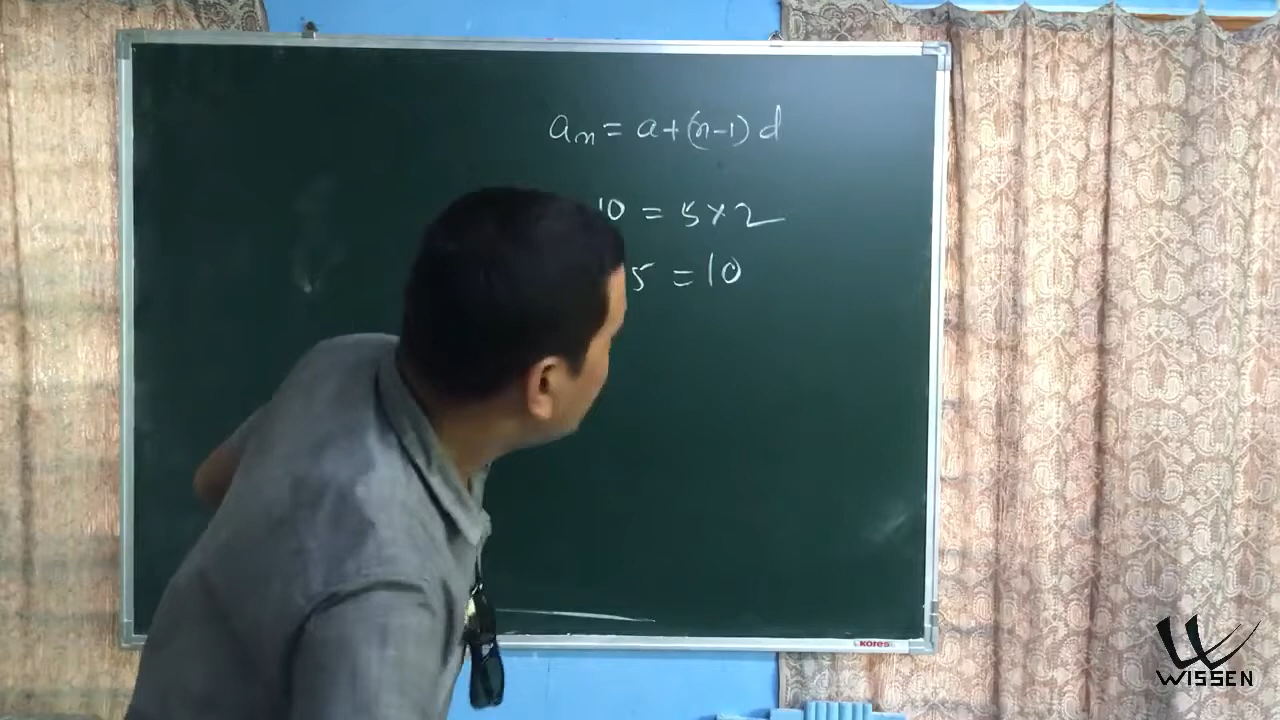 aₙ = a+(n-1) d
10 = 5×2
5 = 10
kores
WISSEN